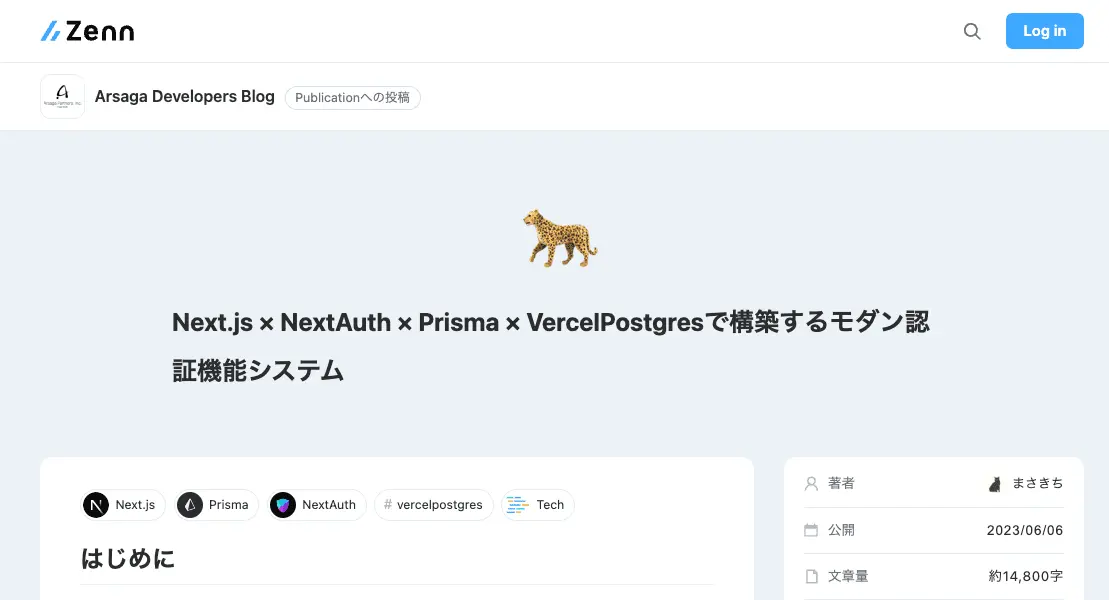 Zenn
Log in
Arsaga Developers Blog
Publicationへの投稿
Next.js × NextAuth × Prisma × VercelPostgresで構築するモダン認
証機能システム
Next.js
Prisma
NextAuth
# vercelpostgres
Tech
はじめに
著者
まさきち
公開
2023/06/06
文章量
約14,800字